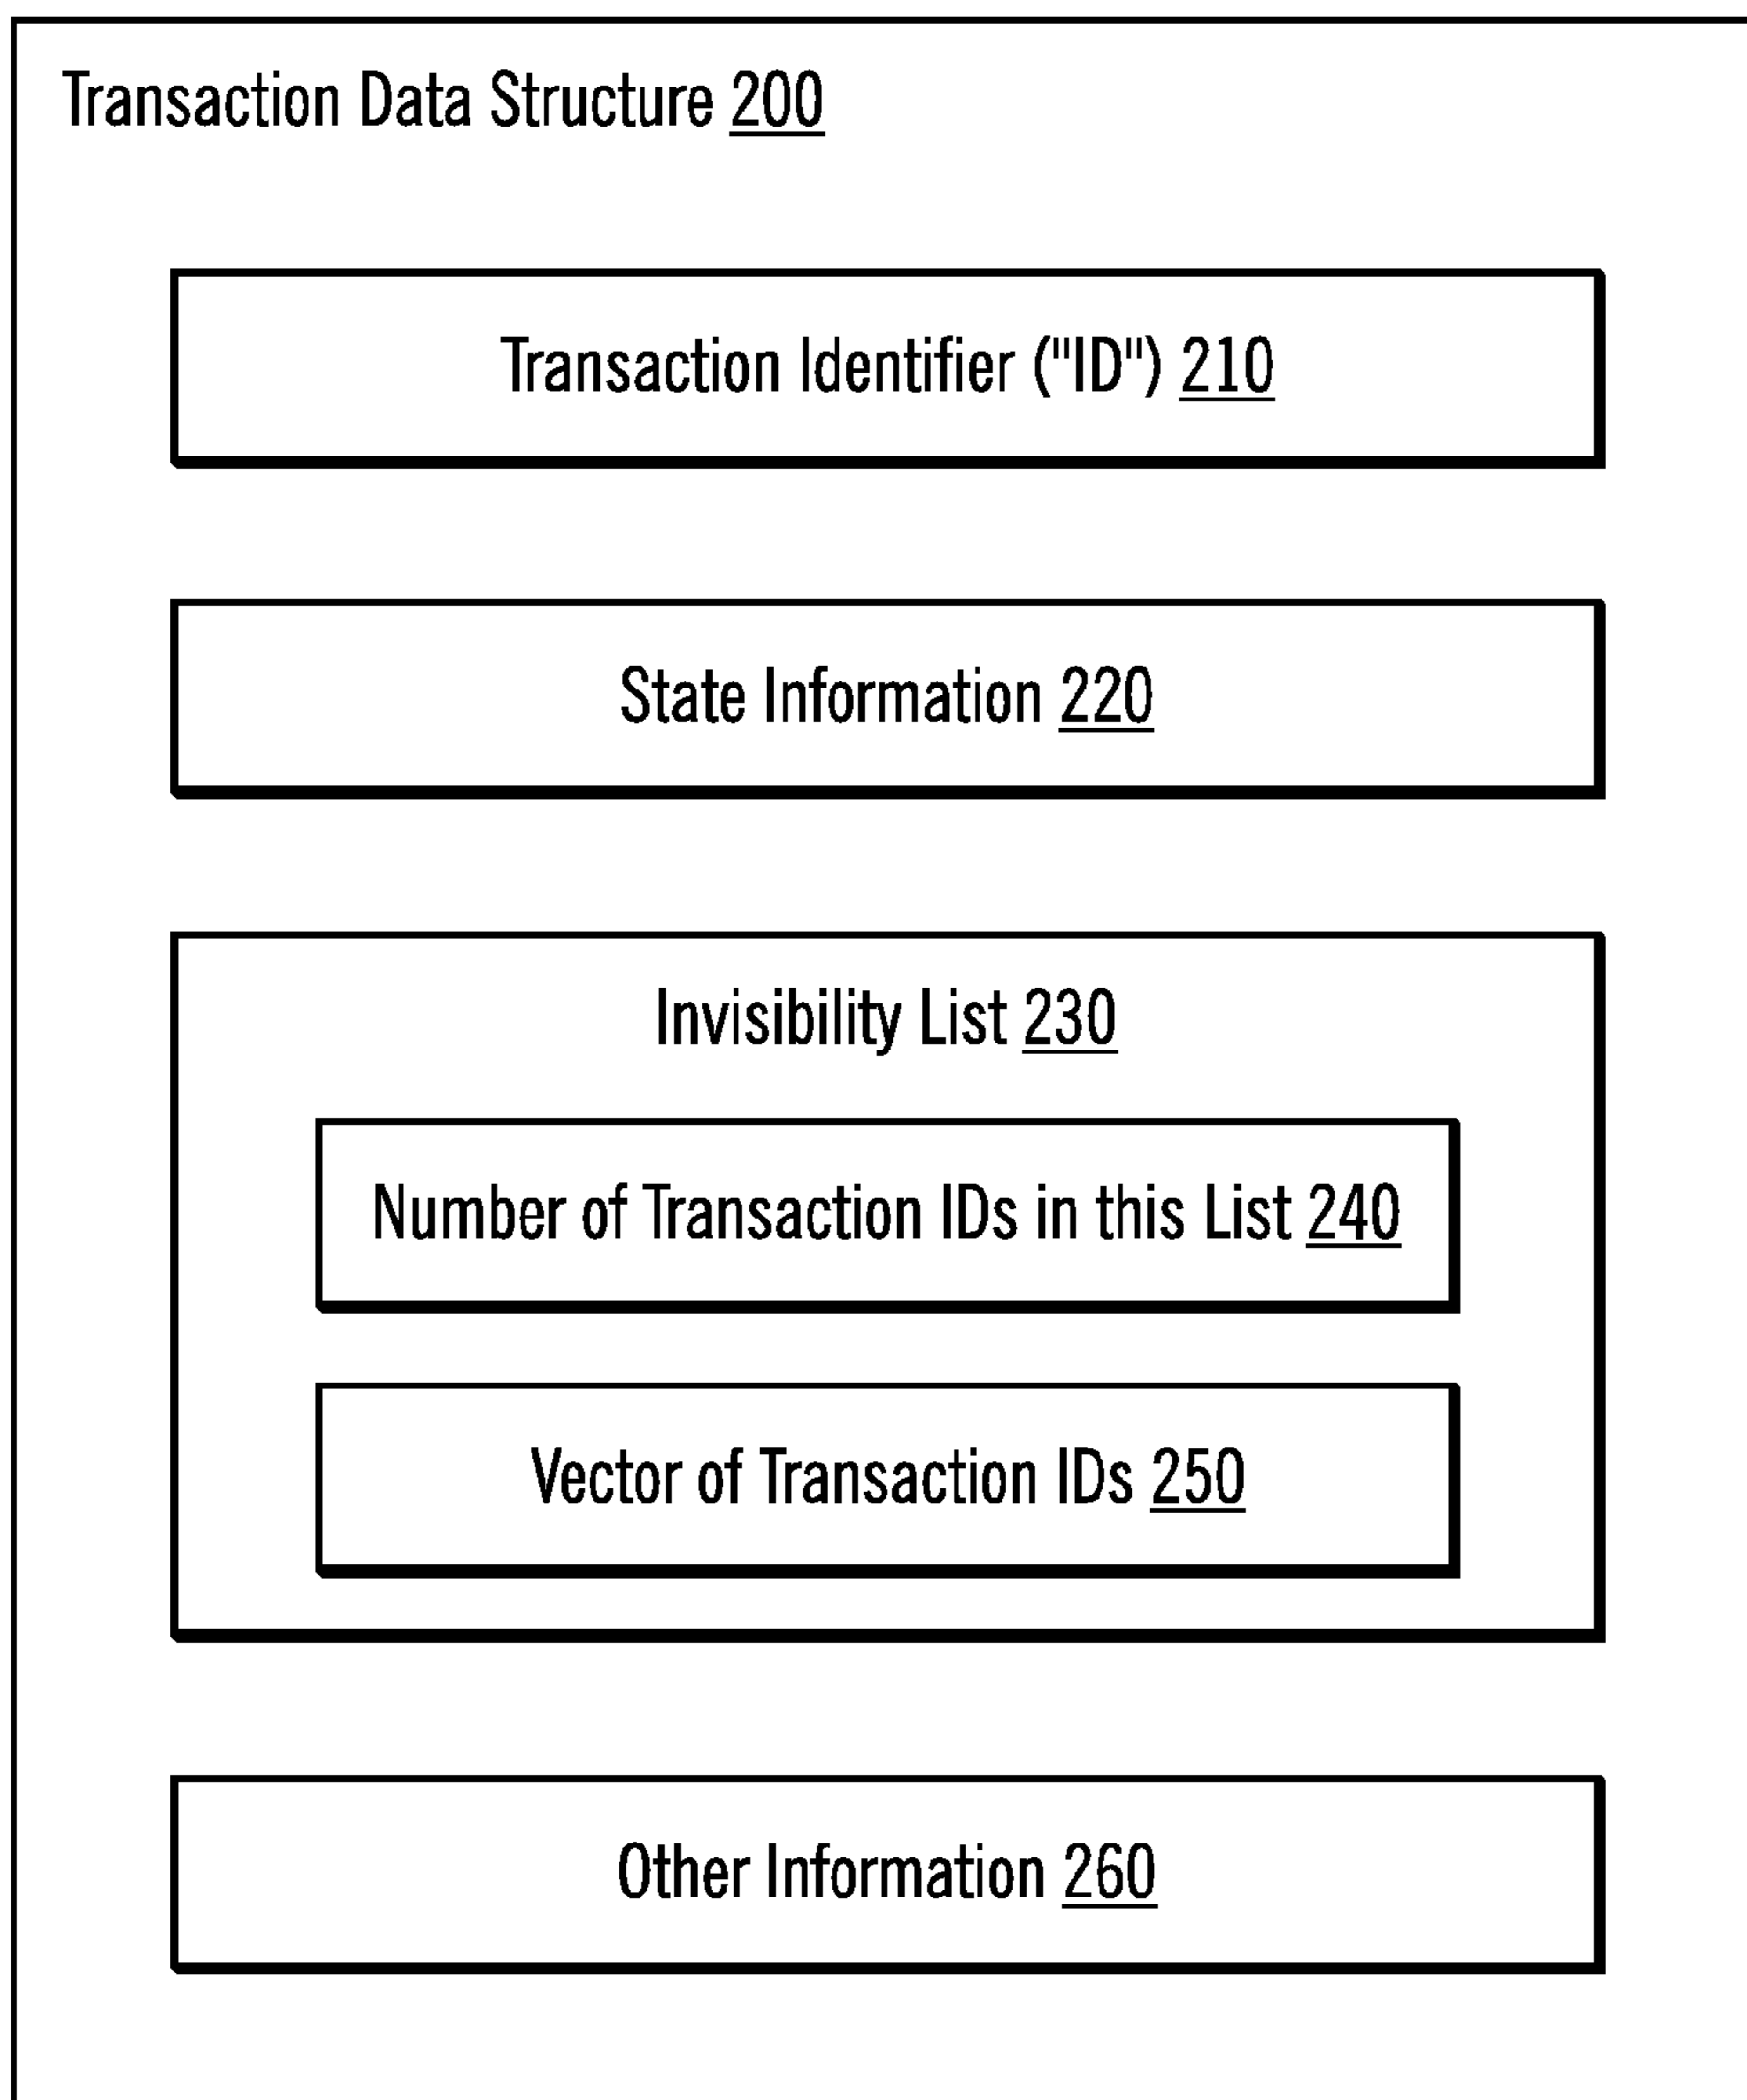 Transaction Data Structure 200
Transaction Identifier ("ID") 210
State Information 220
Invisibility List 230
Number of Transaction IDs in this List 240
Vector of Transaction IDs 250
Other Information 260